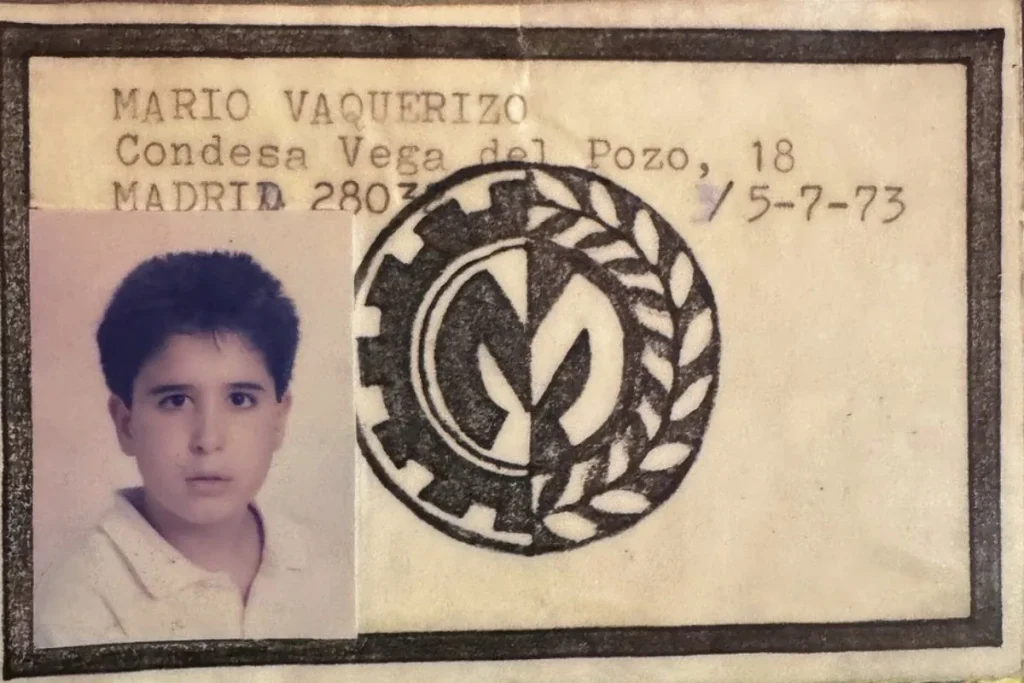 MARIO VAQUERIZO
Condesa Vega del Pozo, 18
MADRID 2803
/5-7-73